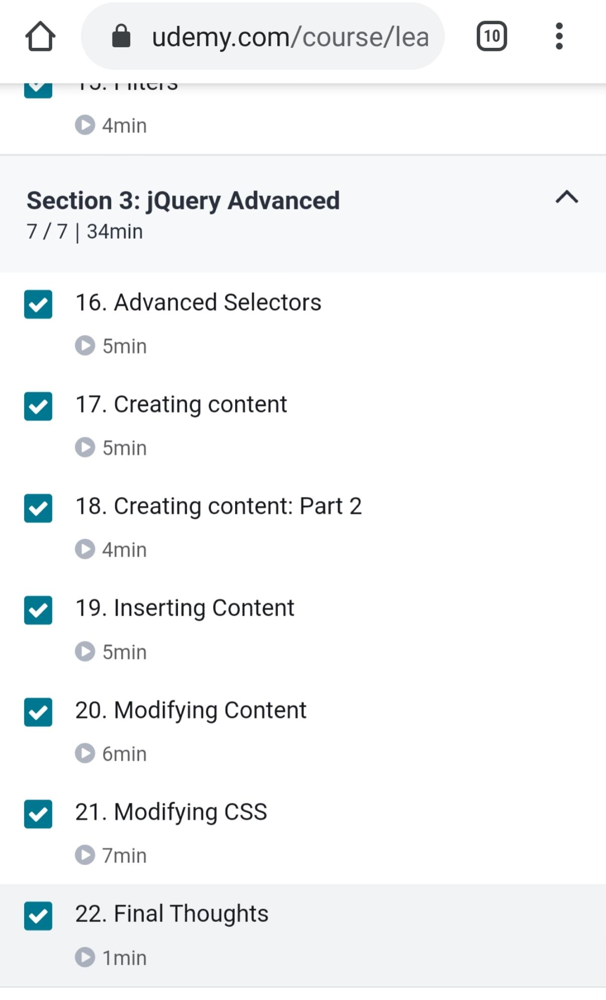 udemy.com/course/lea
10
15. Filters
4min
Section 3: jQuery Advanced
7 / 7 | 34min
16. Advanced Selectors
5min
17. Creating content
5min
18. Creating content: Part 2
4min
19. Inserting Content
5min
20. Modifying Content
6min
21. Modifying CSS
7min
22. Final Thoughts
1min